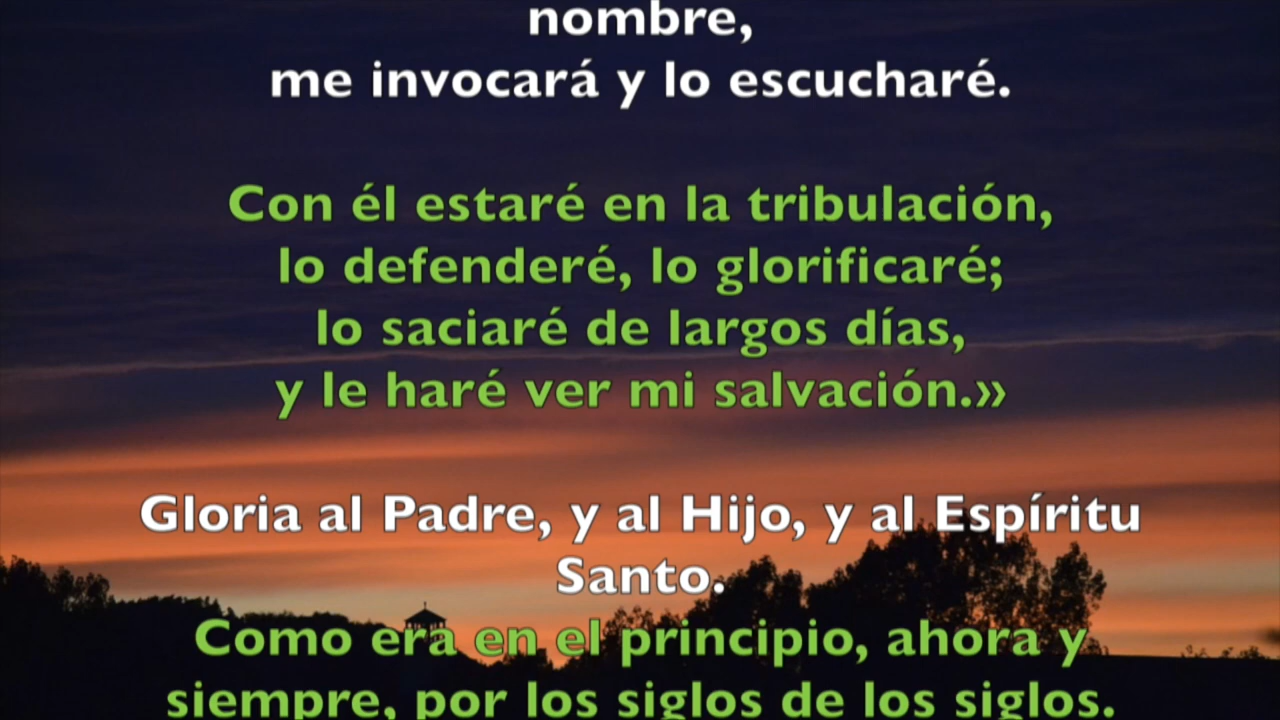 nombre,
me invocará y lo escucharé.
Con él estaré en la tribulación,
lo defenderé, lo glorificaré;
lo saciaré de largos días,
y le haré ver mi salvación.»
Gloria al Padre, y al Hijo, y al Espíritu
Santo.
Como era en el principio, ahora y
siempre, por los siglos de los siglos.